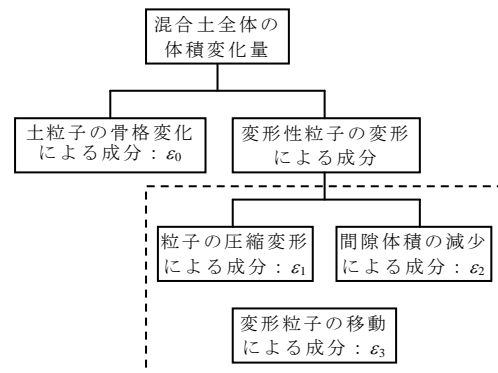 混合土全体の
体積変化量
土粒子の骨格変化
による成分：ε0
変形性粒子の変形
による成分
粒子の圧縮変形
による成分：ε1
間隙体積の減少
による成分：ε2
変形粒子の移動
による成分：ε3